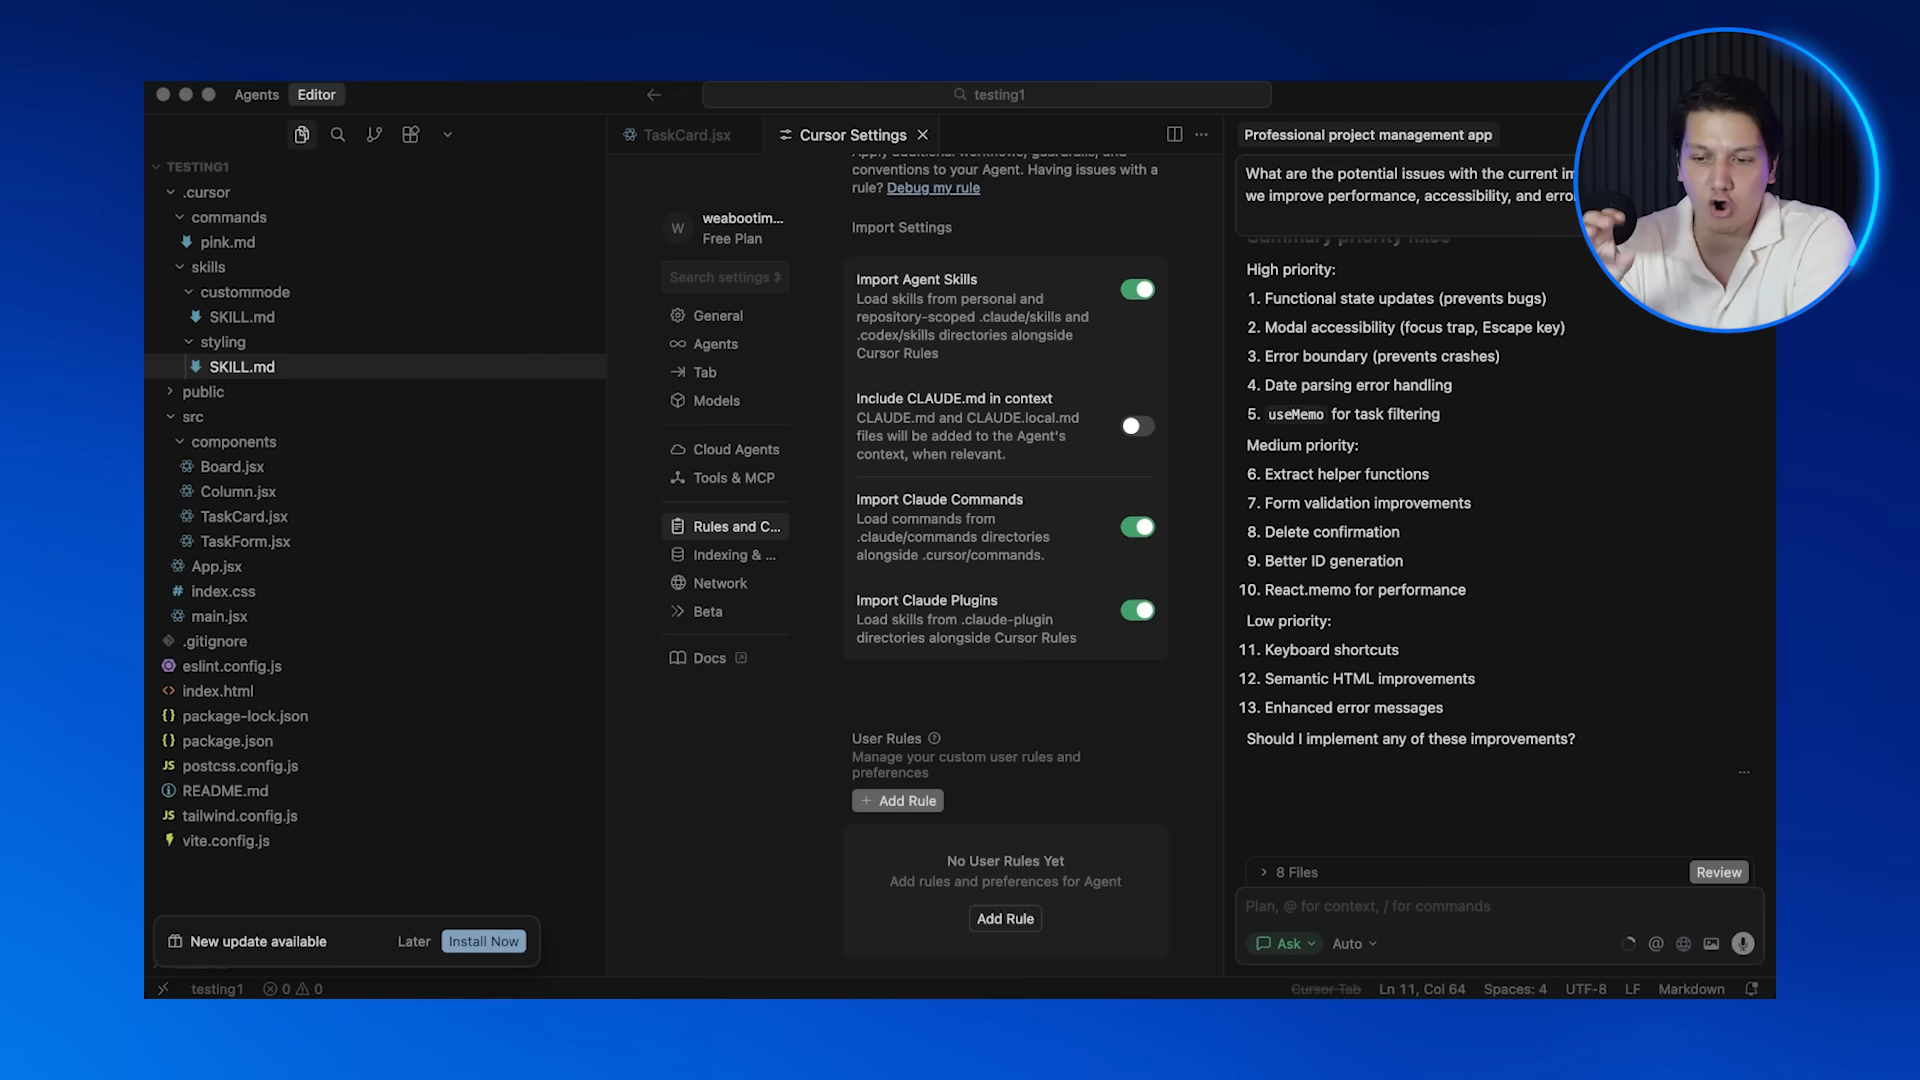 Agents
Editor
testing1
TESTING1
.cursor
commands
pink.md
skills
custommode
SKILL.md
styling
SKILL.md
public
src
components
Board.jsx
Column.jsx
TaskCard.jsx
TaskForm.jsx
App.jsx
index.css
main.jsx
.gitignore
eslint.config.js
index.html
package-lock.json
package.json
postcss.config.js
README.md
tailwind.config.js
vite.config.js
New update available
Later
Install Now
TaskCard.jsx
Cursor Settings
W
weabootim...
Free Plan
Search settings
General
Agents
Tab
Models
Cloud Agents
Tools & MCP
Rules and C...
Indexing & ...
Network
Beta
Docs
Apply additional workflows, guardrails, and
conventions to your Agent. Having issues with a
rule? Debug my rule
Import Settings
Import Agent Skills
Load skills from personal and
repository-scoped .claude/skills and
.codex/skills directories alongside
Cursor Rules
Include CLAUDE.md in context
CLAUDE.md and CLAUDE.local.md
files will be added to the Agent's
context, when relevant.
Import Claude Commands
Load commands from
.claude/commands directories
alongside .cursor/commands.
Import Claude Plugins
Load skills from .claude-plugin
directories alongside Cursor Rules
User Rules
Manage your custom user rules and
preferences
+ Add Rule
No User Rules Yet
Add rules and preferences for Agent
Add Rule
Professional project management app
What are the potential issues with the current im
we improve performance, accessibility, and erro
Summary priority fixes
High priority:
1. Functional state updates (prevents bugs)
2. Modal accessibility (focus trap, Escape key)
3. Error boundary (prevents crashes)
4. Date parsing error handling
5. useMemo for task filtering
Medium priority:
6. Extract helper functions
7. Form validation improvements
8. Delete confirmation
9. Better ID generation
10. React.memo for performance
Low priority:
11. Keyboard shortcuts
12. Semantic HTML improvements
13. Enhanced error messages
Should I implement any of these improvements?
8 Files
Review
Plan, @ for context, / for commands
Ask
Auto
testing1
0
0
Cursor Tab
Ln 11, Col 64
Spaces: 4
UTF-8
LF
Markdown